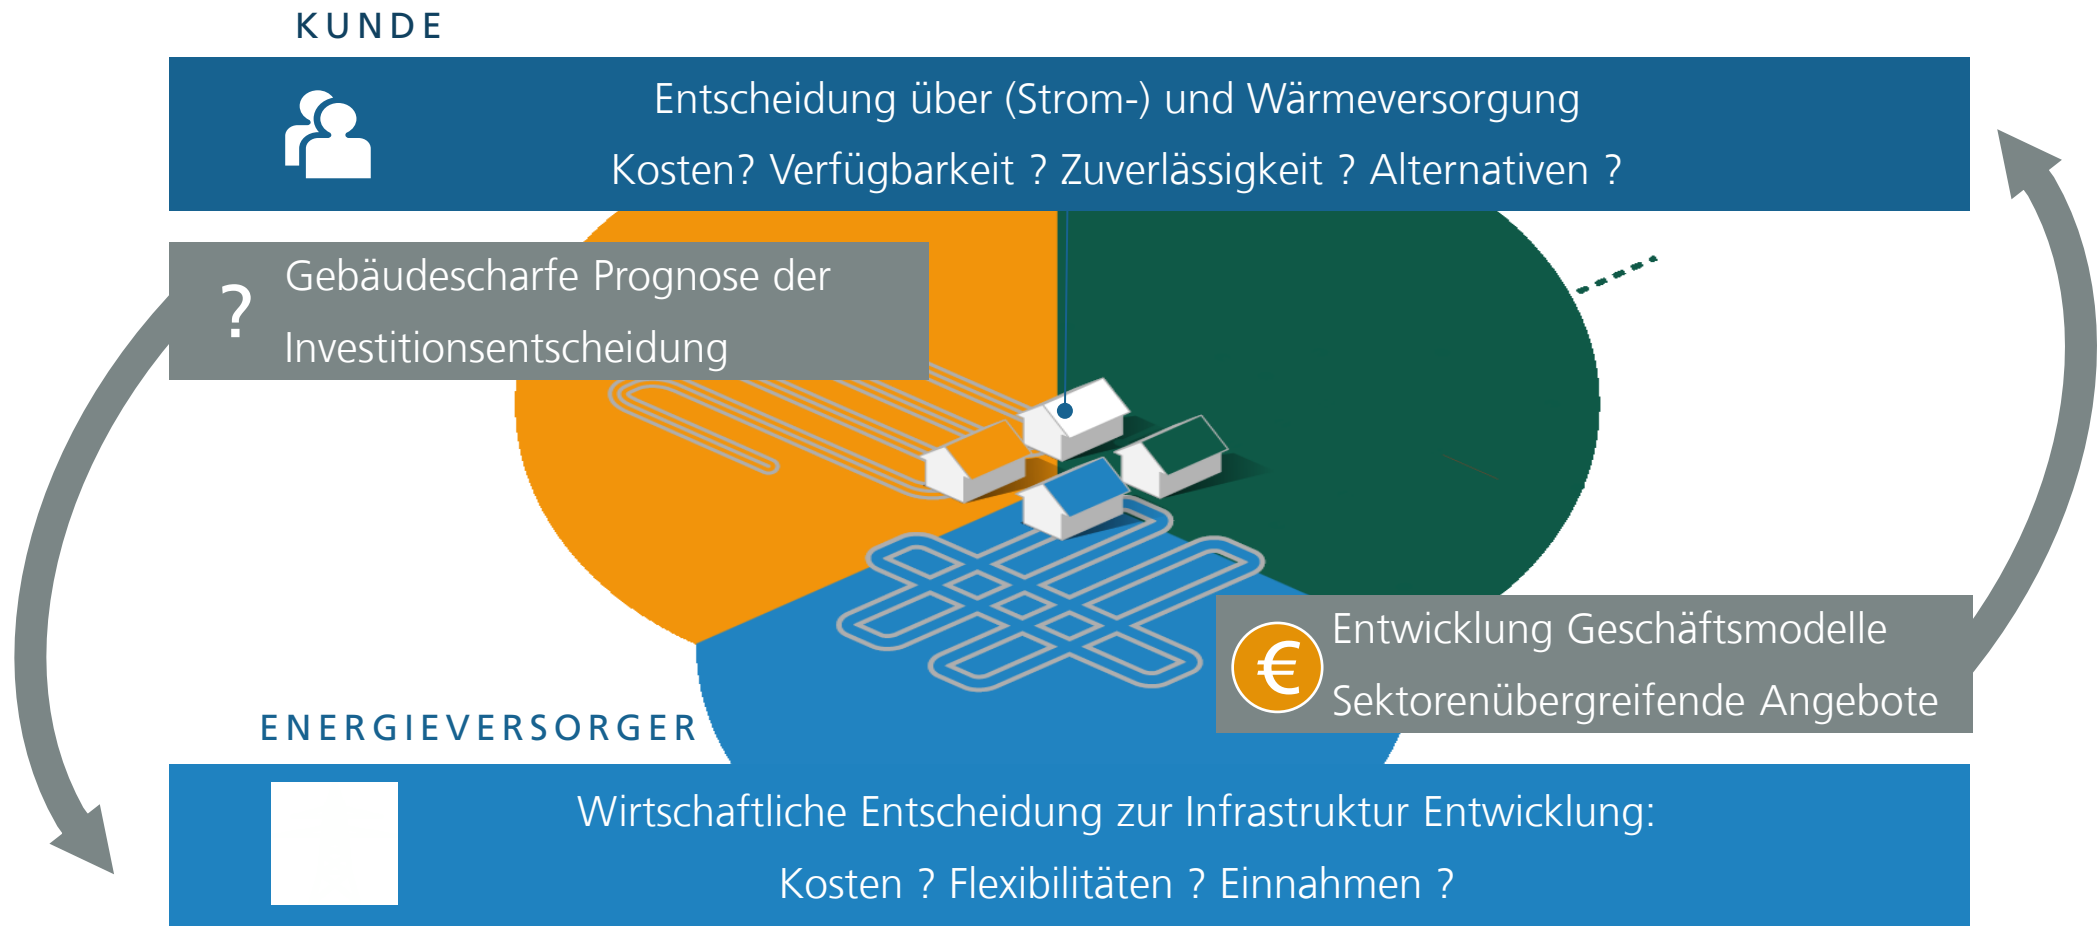 KUNDE
Entscheidung über (Strom-) und Wärmeversorgung
Kosten? Verfügbarkeit ? Zuverlässigkeit ? Alternativen ?
?
Gebäudescharfe Prognose der
Investitionsentscheidung
€
Entwicklung Geschäftsmodelle
Sektorenübergreifende Angebote
ENERGIEVERSORGER
Wirtschaftliche Entscheidung zur Infrastruktur Entwicklung:
Kosten ? Flexibilitäten ? Einnahmen ?